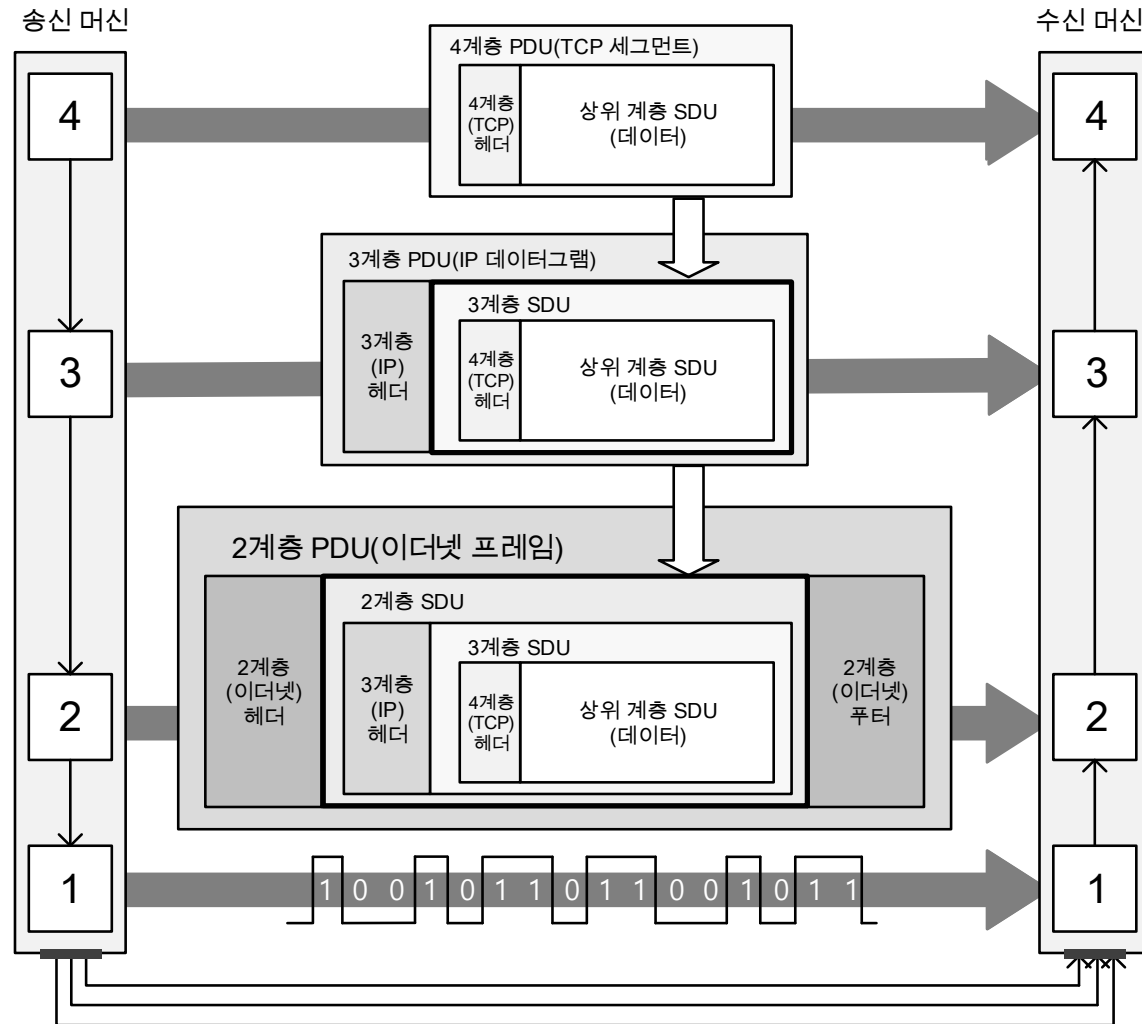 송신 머신
수신 머신
4계층 PDU(TCP 세그먼트)
4계층
(TCP)
헤더
상위 계층 SDU
(데이터)
4
4
3계층 PDU(IP 데이터그램)
3계층 SDU
3계층
(IP)
헤더
4계층
(TCP)
헤더
상위 계층 SDU
(데이터)
3
3
2계층 PDU(이더넷 프레임)
2계층 SDU
3계층 SDU
2계층
(이더넷)
헤더
3계층
(IP)
헤더
4계층
(TCP)
헤더
상위 계층 SDU
(데이터)
2계층
(이더넷)
푸터
2
2
1
1 0 0 1 0 1 1 0 1 1 0 0 1 0 1 1
1